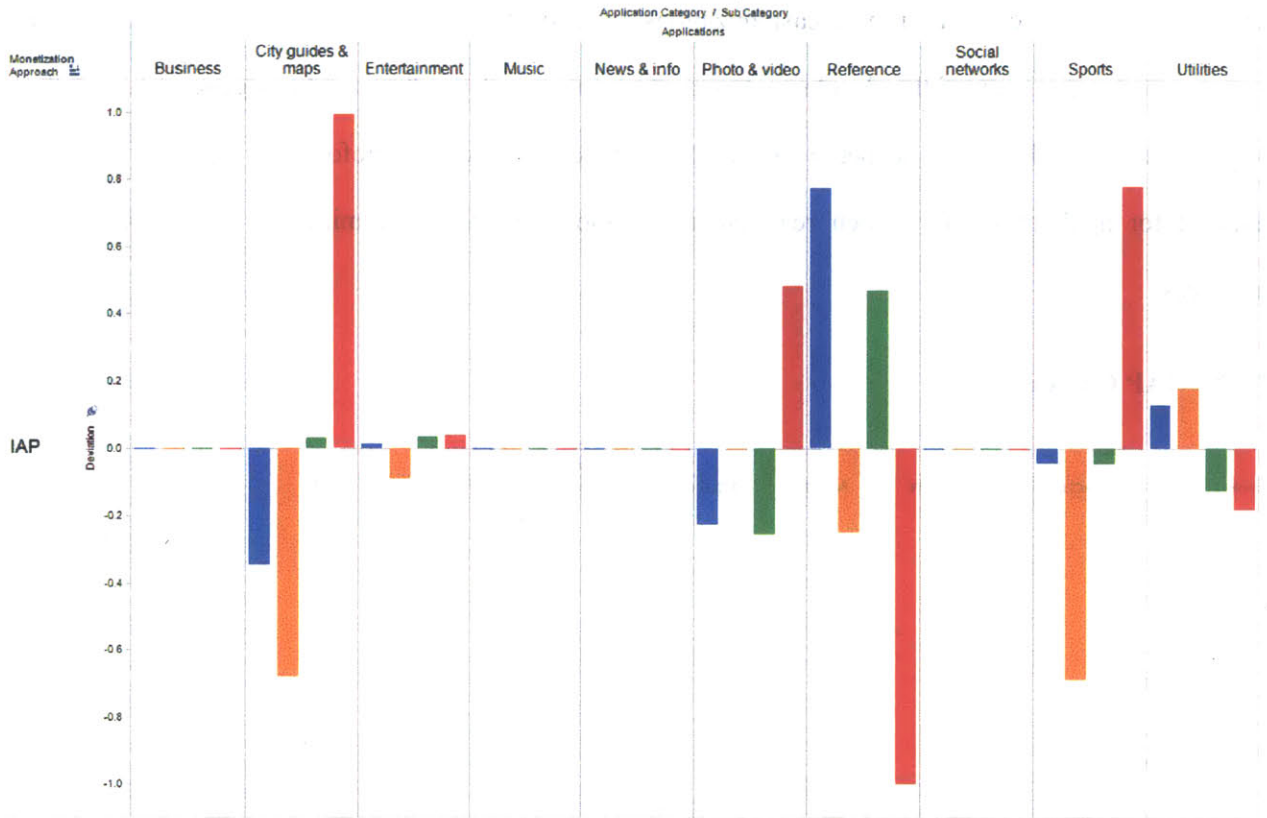 Application Category / Sub Category
Applications
Monetization
Approach
Business
City guides &
maps
Entertainment
Music
News & info
Photo & video
Reference
Social
networks
Sports
Utilities
1.0
0.8
0.6
0.4
0.2
0.0
-0.2
-0.4
-0.6
-0.8
-1.0
Deviation
IAP